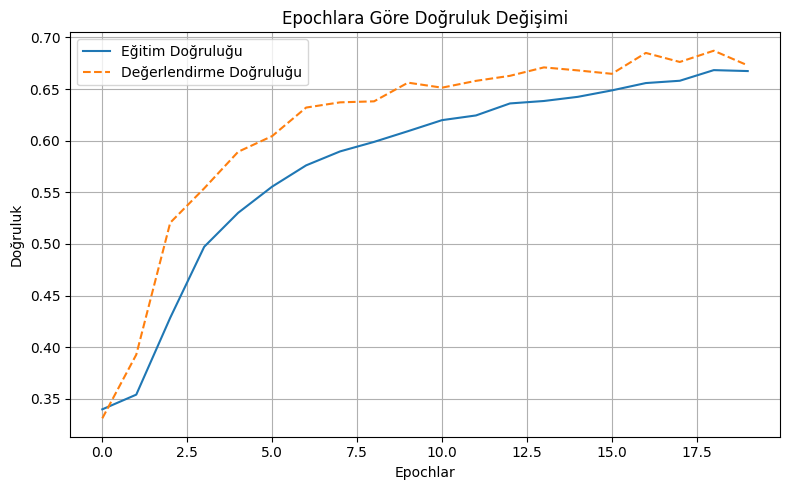 Epochlara Göre Doğruluk Değişimi
Eğitim Doğruluğu
Değerlendirme Doğruluğu
Doğruluk
0.70
0.65
0.60
0.55
0.50
0.45
0.40
0.35
0.0 2.5 5.0 7.5 10.0 12.5 15.0 17.5
Epochlar